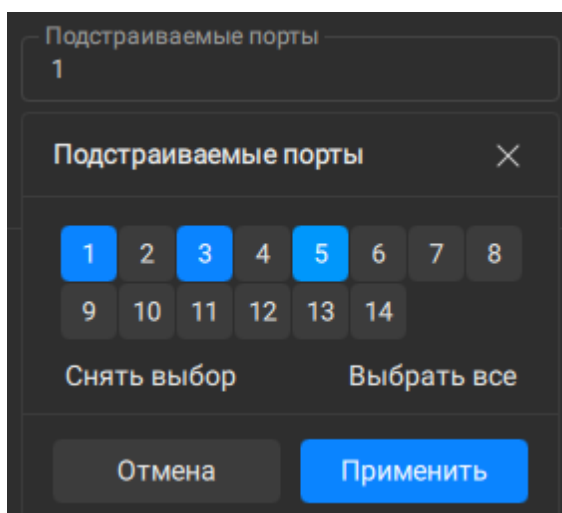 Подстраиваемые порты
1
Подстраиваемые порты
1 2 3 4 5 6 7 8
9 10 11 12 13 14
Снять выбор Выбрать все
Отмена Применить